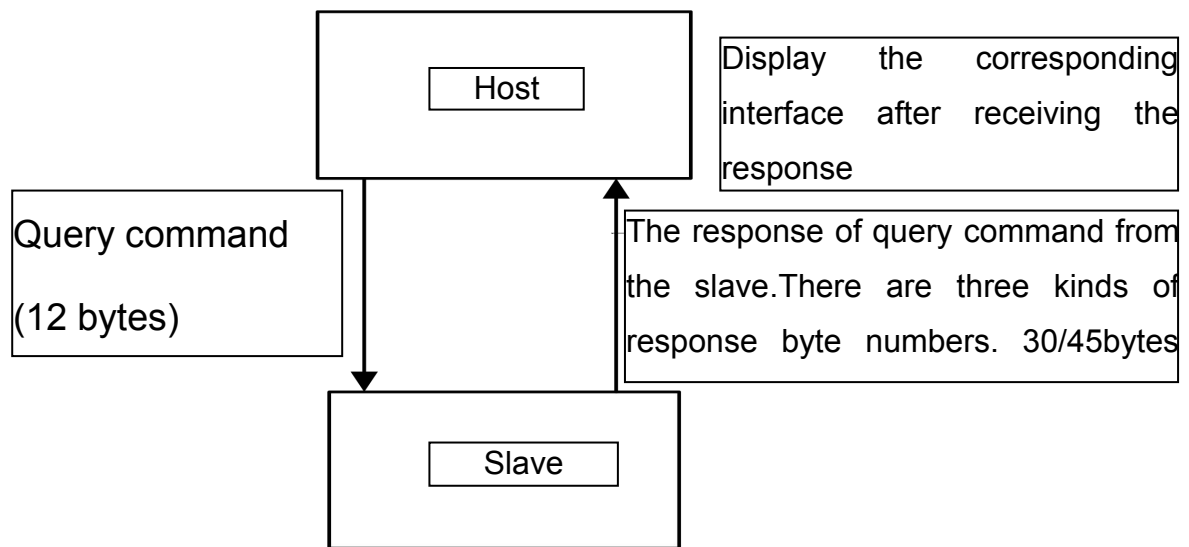 Host
Display the corresponding
interface after receiving the
response
Query command
(12 bytes)
The response of query command from
the slave.There are three kinds of
response byte numbers. 30/45bytes
Slave